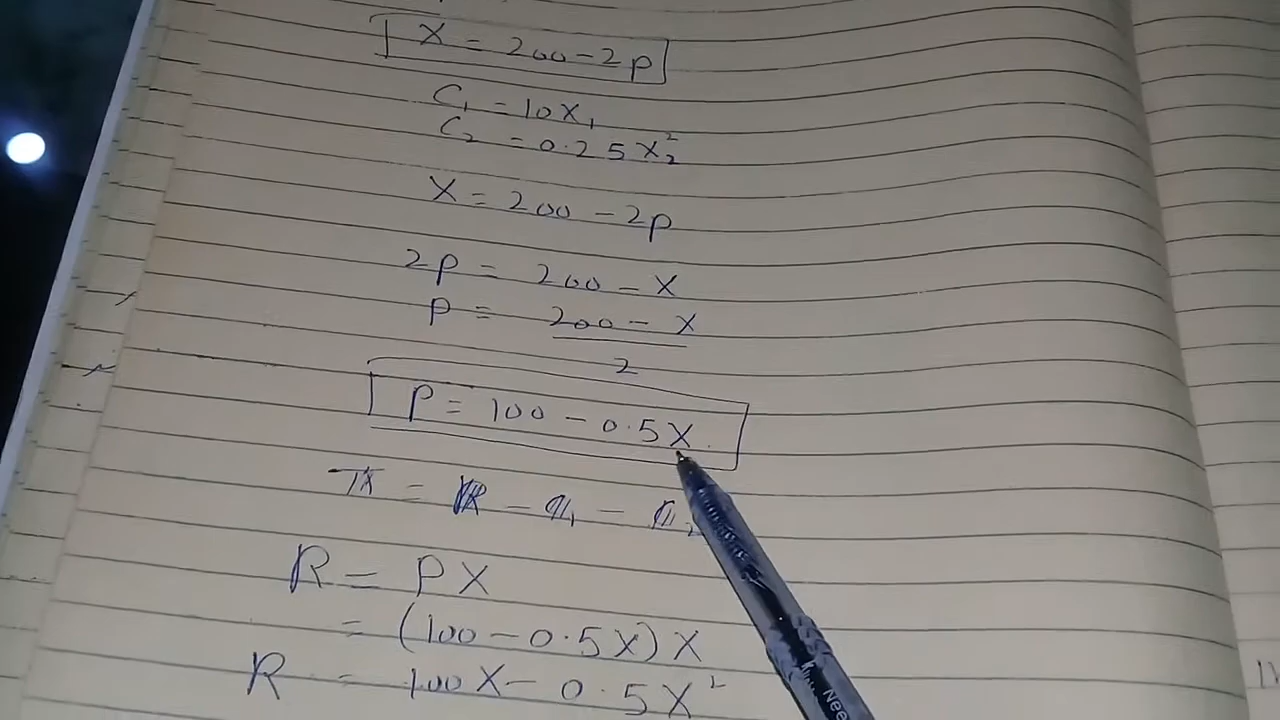 X = 200 - 2p
C₁ = 10X₁
C₂ = 0.25X₂²
X = 200 - 2p
2p = 200 - X
P = 200 - X
2
P = 100 - 0.5X
π = R - C₁ - C₂
R = PX
= (100 - 0.5X) X
R = 100X - 0.5X²
Nee